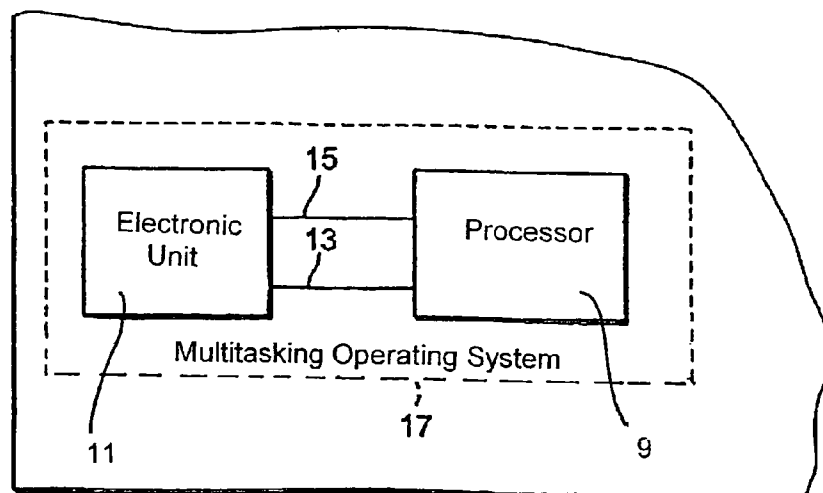 15
Electronic
Unit
Processor
13
Multitasking Operating System
11
17
9